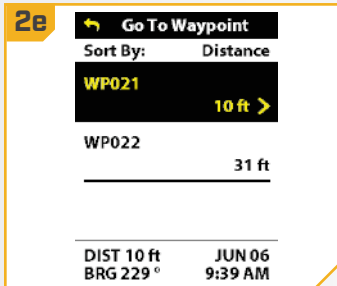 2e
Go To Waypoint
Sort By: Distance
WP021
10 ft
WP022
31 ft
DIST 10 ft JUN 06
BRG 229 ° 9:39 AM